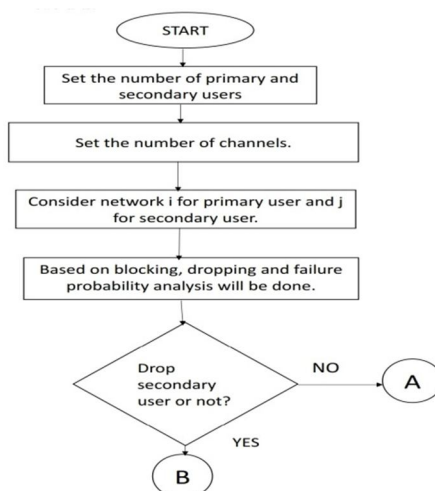 START
Set the number of primary and
secondary users
Set the number of channels.
Consider network i for primary user and j
for secondary user.
Based on blocking, dropping and failure
probability analysis will be done.
Drop
secondary
user or not?
NO
A
YES
B